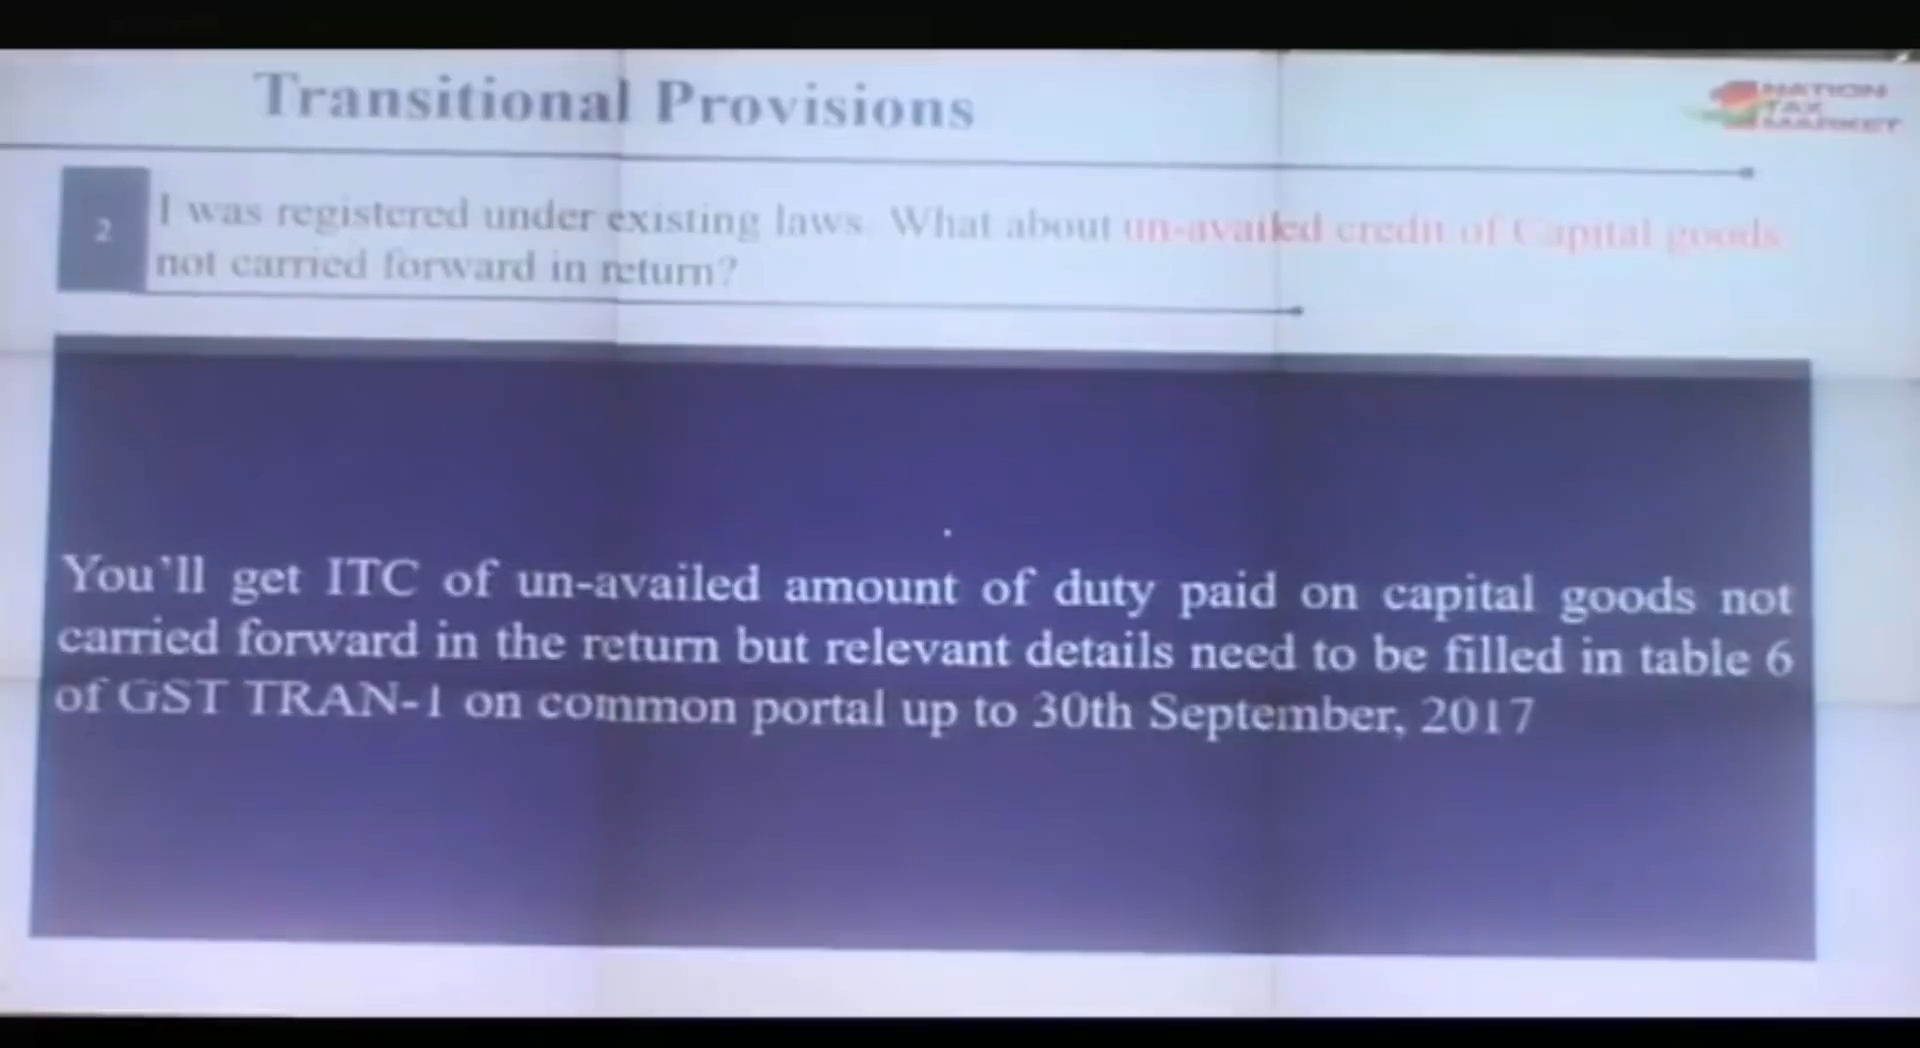 Transitional Provisions
NATION
TAX
MARKET
2
I was registered under existing laws. What about un-availed credit of Capital goods
not carried forward in return?
You'll get ITC of un-availed amount of duty paid on capital goods not
carried forward in the return but relevant details need to be filled in table 6
of GST TRAN-1 on common portal up to 30th September, 2017